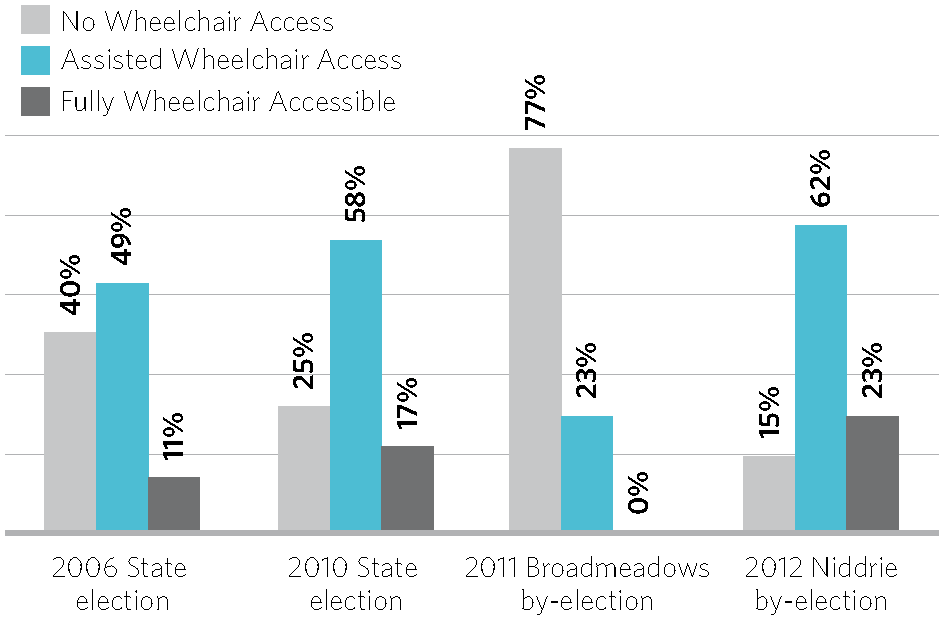 No Wheelchair Access
Assisted Wheelchair Access
Fully Wheelchair Accessible
40%
49%
11%
25%
58%
17%
77%
23%
0%
15%
62%
23%
2006 State
election
2010 State
election
2011 Broadmeadows
by-election
2012 Niddrie
by-election